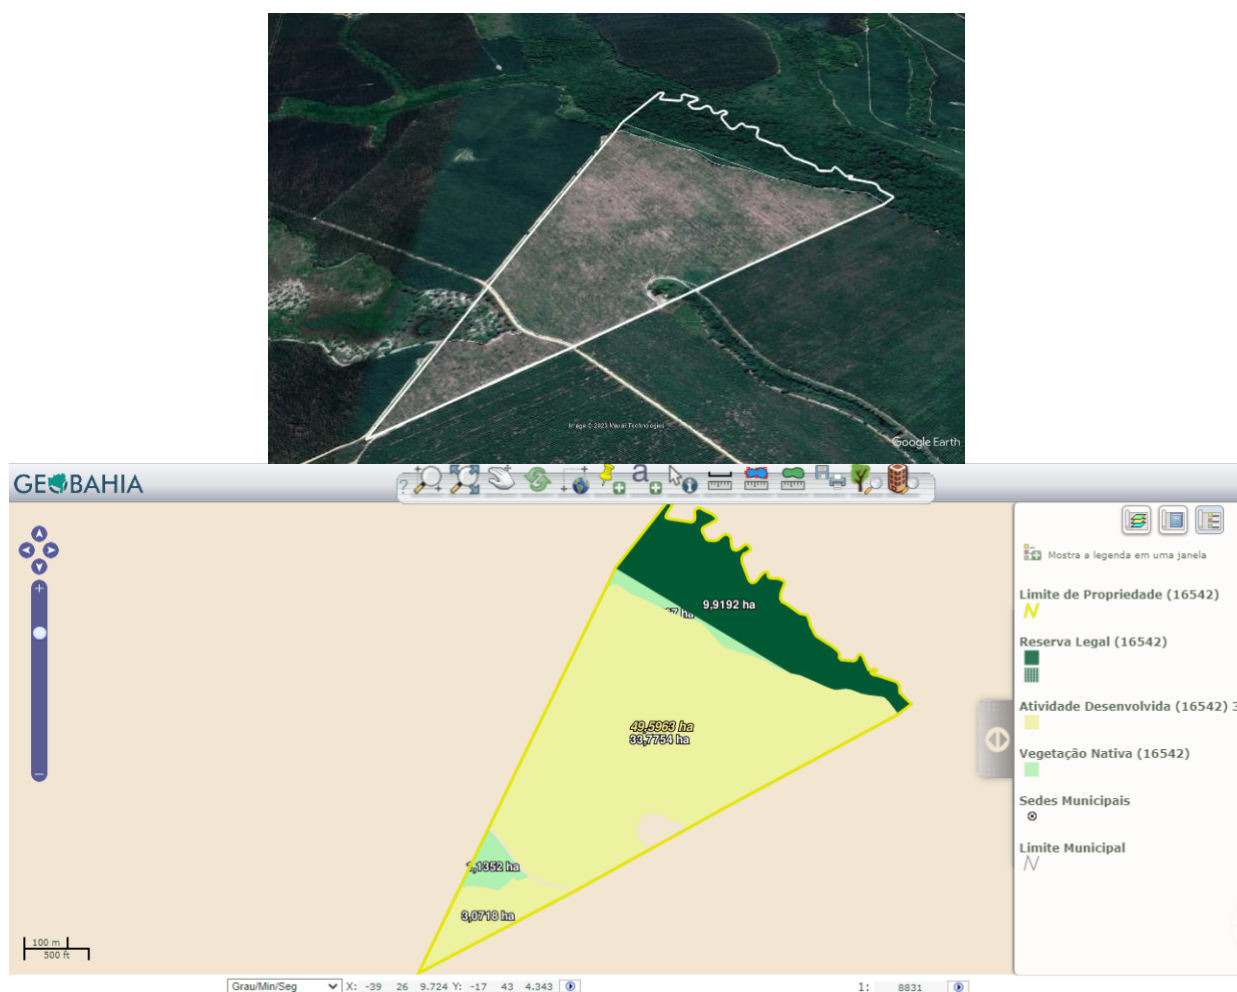 Image © 2023 Maxar Technologies
Google Earth
GEOBAHIA
Mostra a legenda em uma janela
Limite de Propriedade (16542)
Reserva Legal (16542)
Atividade Desenvolvida (16542) 3
Vegetação Nativa (16542)
Sedes Municipais
Limite Municipal
9,9192 ha
7 ha
49,5963 ha
33,7754 ha
,1352 ha
3,0718 ha
100 m
500 ft
Grau/Min/Seg X: -39 26 9.724 Y: -17 43 4.343
1: 8831